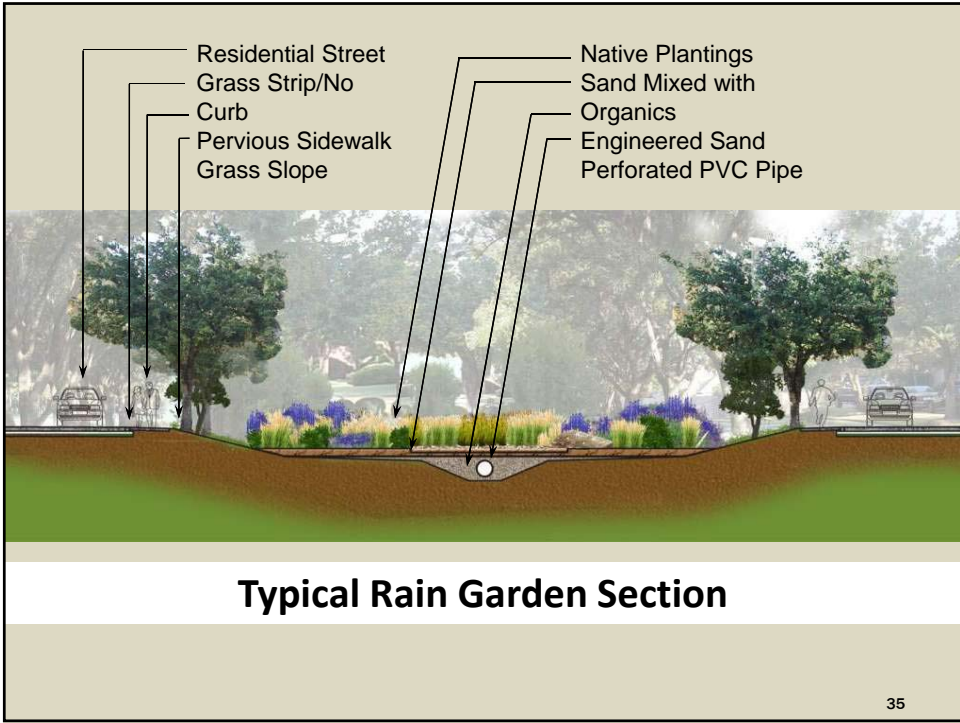 Residential Street
Grass Strip/No
Curb
Pervious Sidewalk
Grass Slope
Native Plantings
Sand Mixed with
Organics
Engineered Sand
Perforated PVC Pipe
Typical Rain Garden Section
35